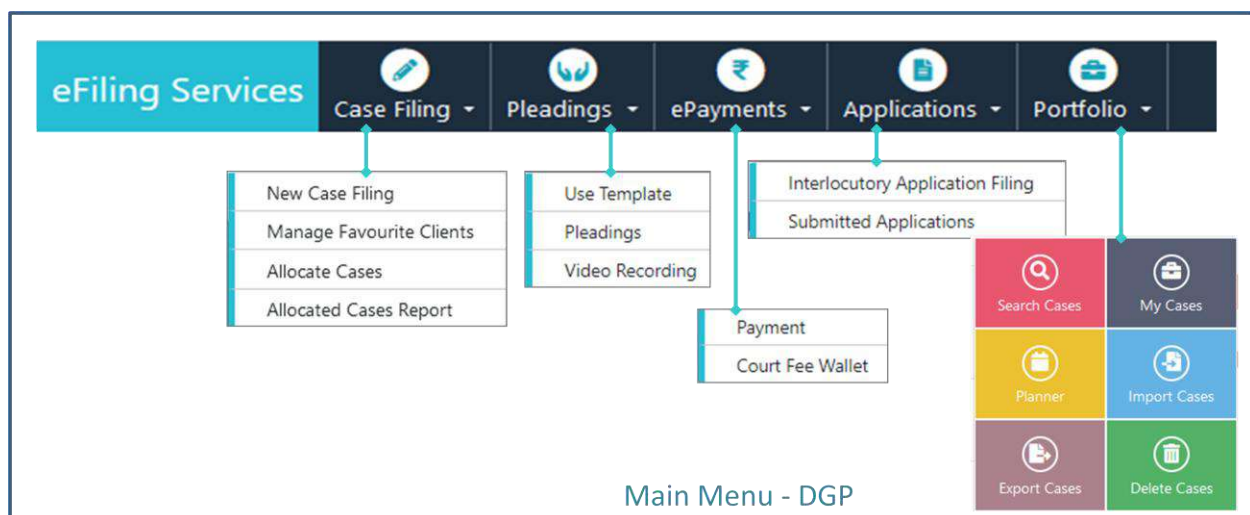 eFiling Services
Case Filing
Pleadings
ePayments
Applications
Portfolio
New Case Filing
Manage Favourite Clients
Allocate Cases
Allocated Cases Report
Use Template
Pleadings
Video Recording
Payment
Court Fee Wallet
Interlocutory Application Filing
Submitted Applications
Search Cases
My Cases
Planner
Import Cases
Export Cases
Delete Cases
Main Menu - DGP